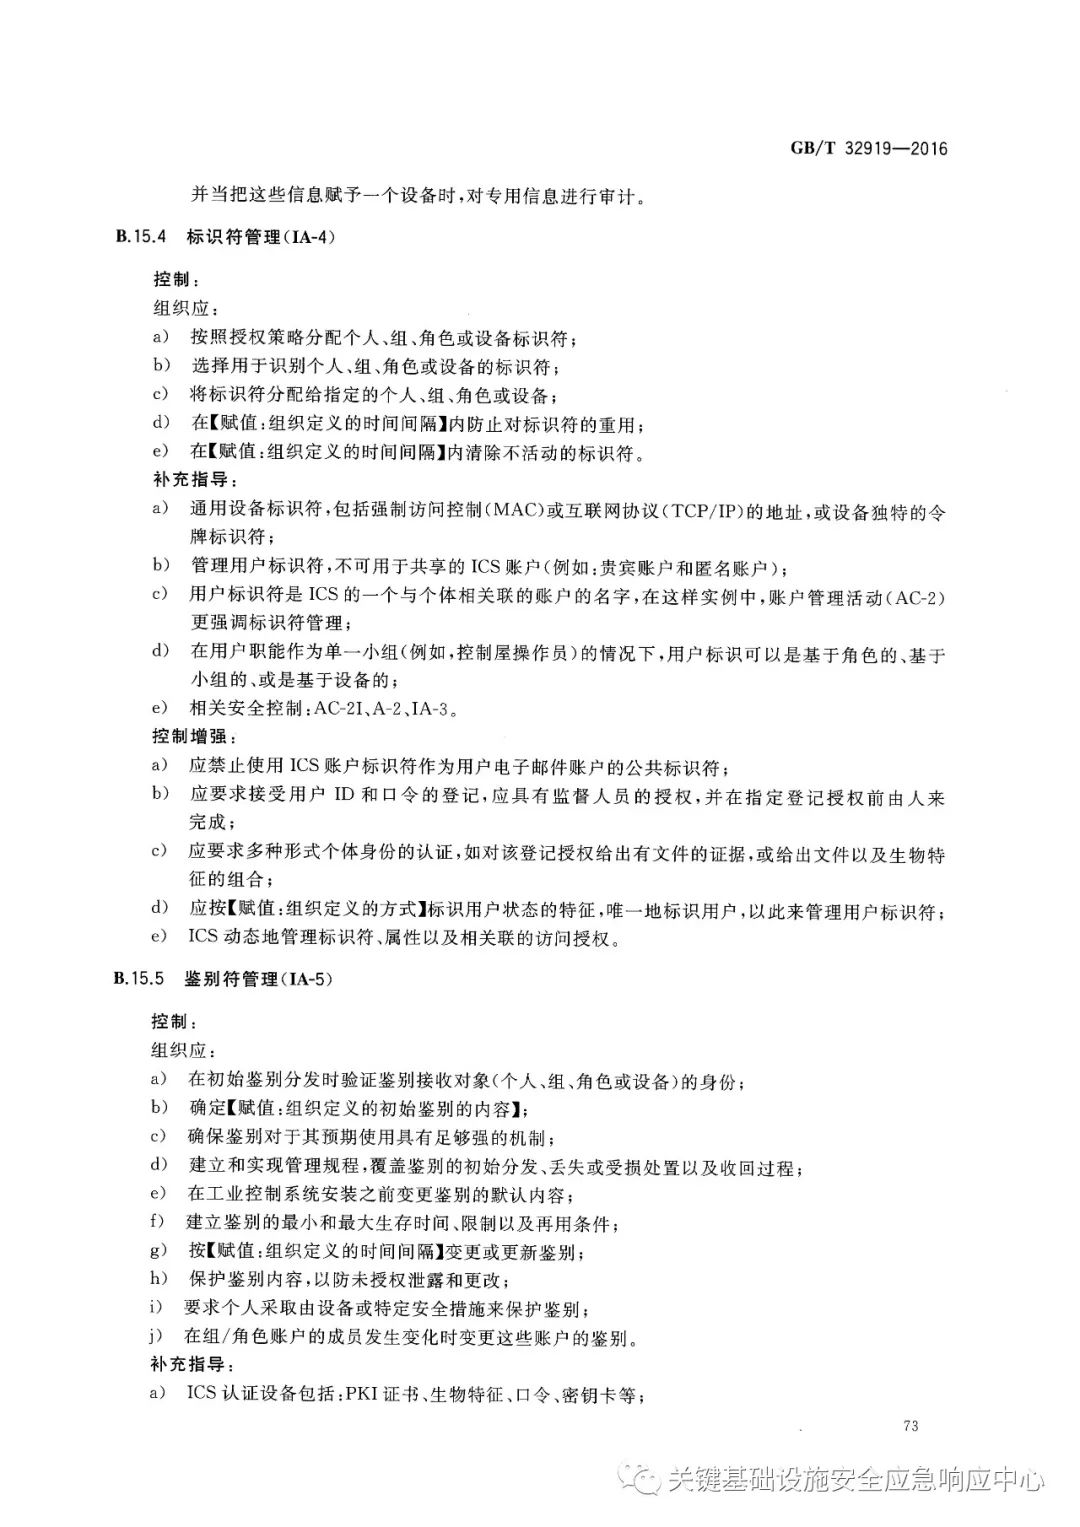 GB/T 32919—2016
并当把这些信息赋予一个设备时,对专用信息进行审计。
B.15.4 标识符管理(IA-4)
控制:
组织应:
a) 按照授权策略分配个人、组、角色或设备标识符;
b) 选择用于识别个人、组、角色或设备的标识符;
c) 将标识符分配给指定的个人、组、角色或设备;
d) 在【赋值:组织定义的时间间隔】内防止对标识符的重用;
e) 在【赋值:组织定义的时间间隔】内清除不活动的标识符。
补充指导:
a) 通用设备标识符,包括强制访问控制(MAC)或互联网协议(TCP/IP)的地址,或设备独特的令
牌标识符;
b) 管理用户标识符,不可用于共享的 ICS 账户(例如:贵宾账户和匿名账户);
c) 用户标识符是 ICS 的一个与个体相关联的账户的名字,在这样实例中,账户管理活动(AC-2)
更强调标识符管理;
d) 在用户职能作为单一小组(例如,控制屋操作员)的情况下,用户标识可以是基于角色的、基于
小组的、或是基于设备的;
e) 相关安全控制:AC-2I、A-2、IA-3。
控制增强:
a) 应禁止使用 ICS 账户标识符作为用户电子邮件账户的公共标识符;
b) 应要求接受用户 ID 和口令的登记,应具有监督人员的授权,并在指定登记授权前由人来
完成;
c) 应要求多种形式个体身份的认证,如对该登记授权给出有文件的证据,或给出文件以及生物特
征的组合;
d) 应按【赋值:组织定义的方式】标识用户状态的特征,唯一地标识用户,以此来管理用户标识符;
e) ICS 动态地管理标识符、属性以及相关联的访问授权。
B.15.5 鉴别符管理(IA-5)
控制:
组织应:
a) 在初始鉴别分发时验证鉴别接收对象(个人、组、角色或设备)的身份;
b) 确定【赋值:组织定义的初始鉴别的内容】;
c) 确保鉴别对于其预期使用具有足够强的机制;
d) 建立和实现管理规程,覆盖鉴别的初始分发、丢失或受损处置以及收回过程;
e) 在工业控制系统安装之前变更鉴别的默认内容;
f) 建立鉴别的最小和最大生存时间、限制以及再用条件;
g) 按【赋值:组织定义的时间间隔】变更或更新鉴别;
h) 保护鉴别内容,以防未授权泄露和更改;
i) 要求个人采取由设备或特定安全措施来保护鉴别;
j) 在组/角色账户的成员发生变化时变更这些账户的鉴别。
补充指导:
a) ICS 认证设备包括:PKI 证书、生物特征、口令、密钥卡等;
73
关键基础设施安全应急响应中心